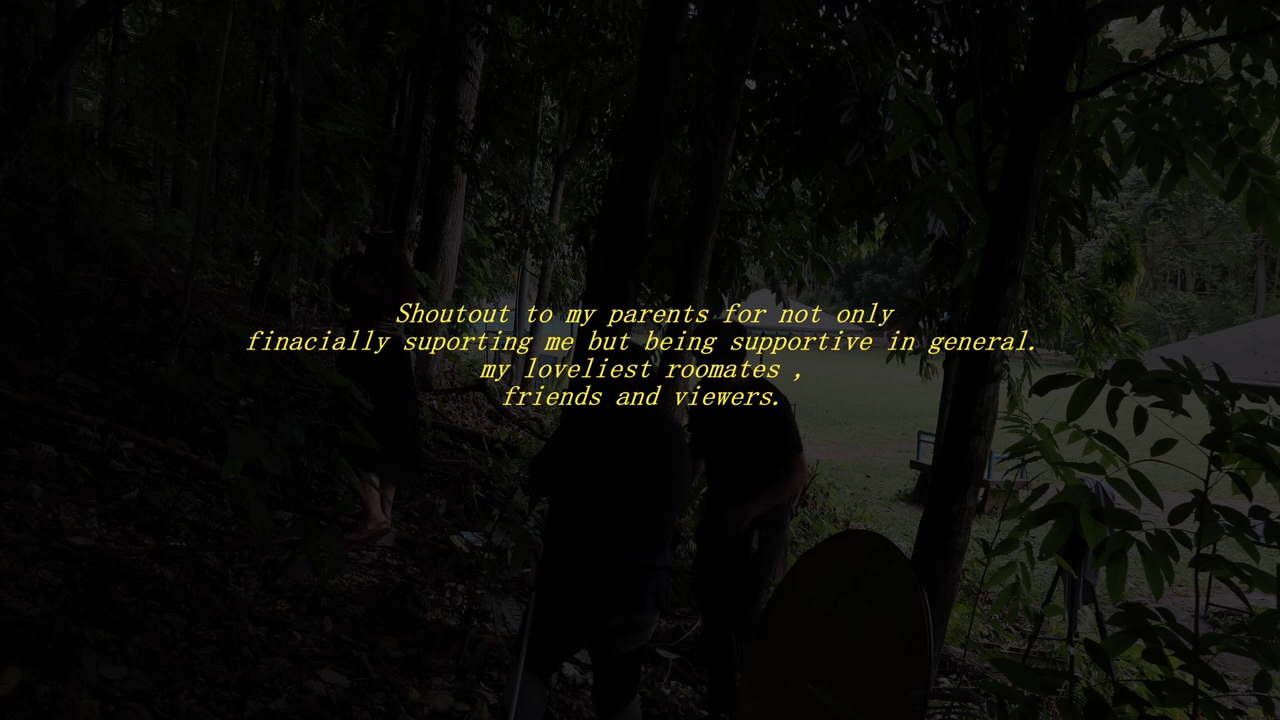 Shoutout to my parents for not only
finacially suporting me but being supportive in general.
my loveliest roomates ,
friends and viewers.